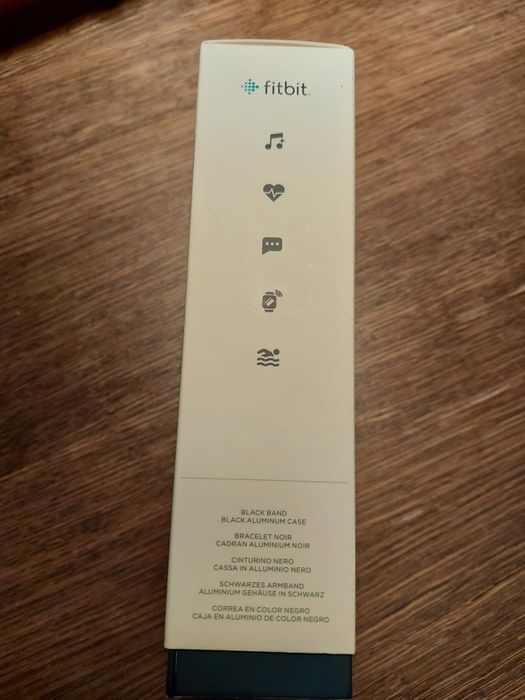 fitbit
BLACK BAND
BLACK ALUMINUM CASE
BRACELET NOIR
CADRAN ALUMINIUM NOIR
CINTURINO NERO
CASSA IN ALLUMINIO NERO
SCHWARZES ARMBAND
ALUMINIUM GEHÄUSE IN SCHWARZ
CORREA EN COLOR NEGRO
CAJA EN ALUMINIO DE COLOR NEGRO